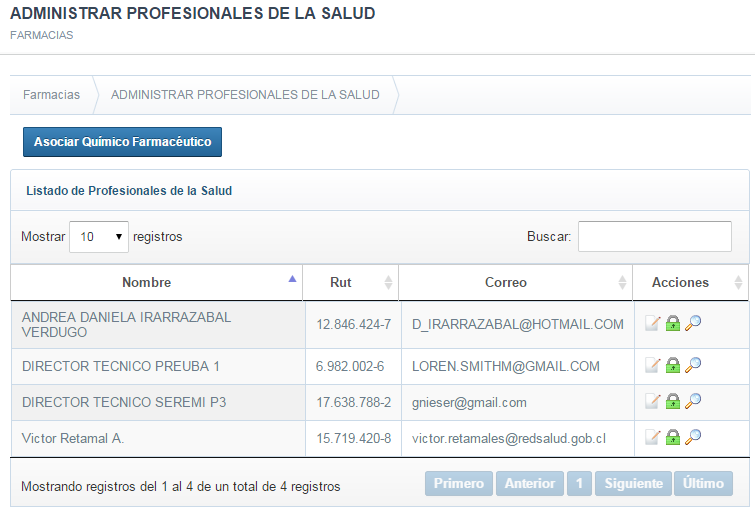 ADMINISTRAR PROFESIONALES DE LA SALUD
FARMACIAS
Farmacias ADMINISTRAR PROFESIONALES DE LA SALUD
Asociar Químico Farmacéutico
Listado de Profesionales de la Salud
Mostrar 10 registros Buscar:
Nombre Rut Correo Acciones
ANDREA DANIELA IRARRAZABAL
VERDUGO 12.846.424-7 D_IRARRAZABAL@HOTMAIL.COM
DIRECTOR TECNICO PREUBA 1 6.982.002-6 LOREN.SMITHM@GMAIL.COM
DIRECTOR TECNICO SEREMI P3 17.638.788-2 gnieser@gmail.com
Victor Retamal A. 15.719.420-8 victor.retamales@redsalud.gob.cl
Mostrando registros del 1 al 4 de un total de 4 registros Primero Anterior 1 Siguiente Último